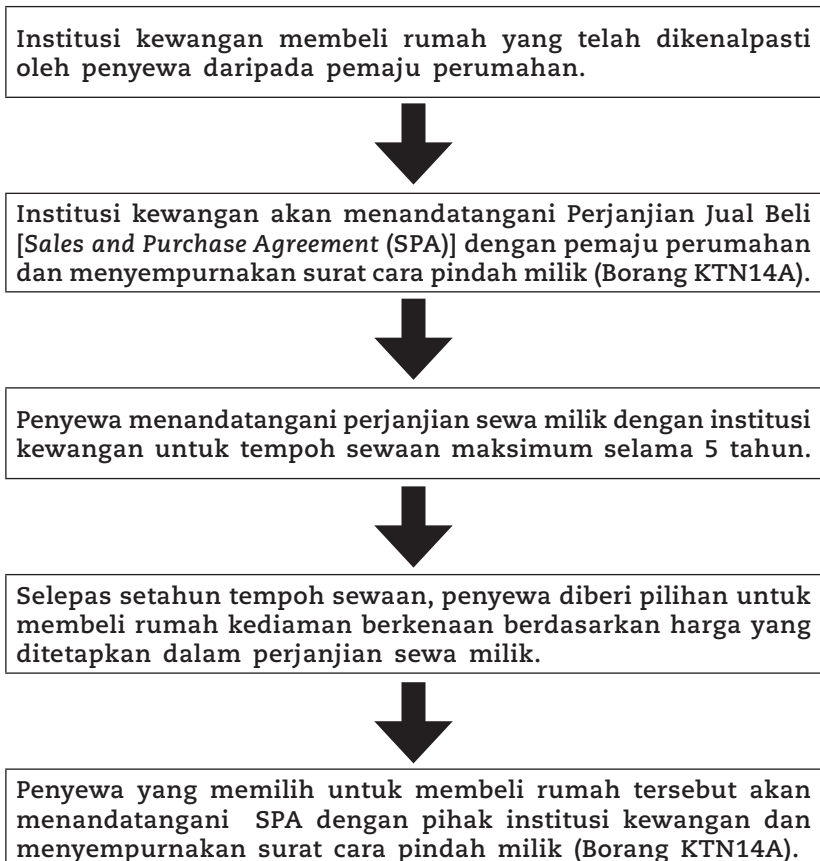 Institusi kewangan membeli rumah yang telah dikenalpasti
oleh penyewa daripada pemaju perumahan.
Institusi kewangan akan menandatangani Perjanjian Jual Beli
[Sales and Purchase Agreement (SPA)] dengan pemaju perumahan
dan menyempurnakan surat cara pindah milik (Borang KTN14A).
Penyewa menandatangani perjanjian sewa milik dengan institusi
kewangan untuk tempoh sewaan maksimum selama 5 tahun.
Selepas setahun tempoh sewaan, penyewa diberi pilihan untuk
membeli rumah kediaman berkenaan berdasarkan harga yang
ditetapkan dalam perjanjian sewa milik.
Penyewa yang memilih untuk membeli rumah tersebut akan
menandatangani SPA dengan pihak institusi kewangan dan
menyempurnakan surat cara pindah milik (Borang KTN14A).